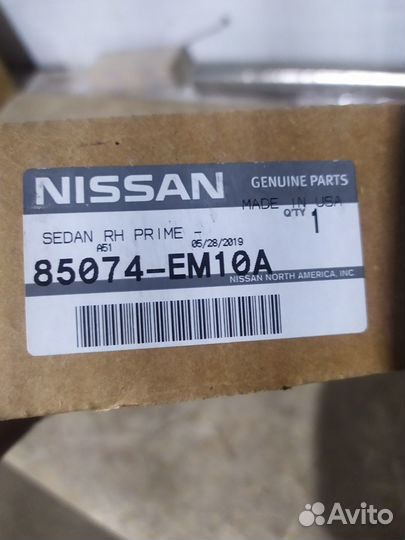 NISSAN
GENUINE PARTS
MADE IN USA
SEDAN RH PRIME -
Q'TY 1
A51 05/28/2019
85074-EM10A
NISSAN NORTH AMERICA, INC
Avito